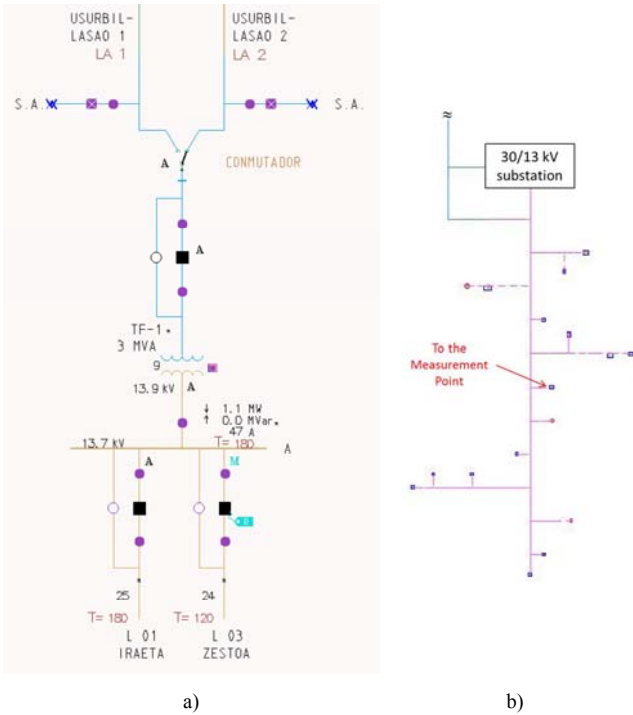 USURBIL-
LASAO 1
LA 1
USURBIL-
LASAO 2
LA 2
S.A.
S.A.
A
CONMUTADOR
A
TF-1
3 MVA
9
13.9 kV
A
↓ 1.1 MW
↑ 0.0 MVar
47 A
13.7 kV
T= 180
A
A
M
25
24
T= 180
T= 120
L 01
IRAETA
L 03
ZESTOA
a)
30/13 kV
substation
To the
Measurement
Point
b)